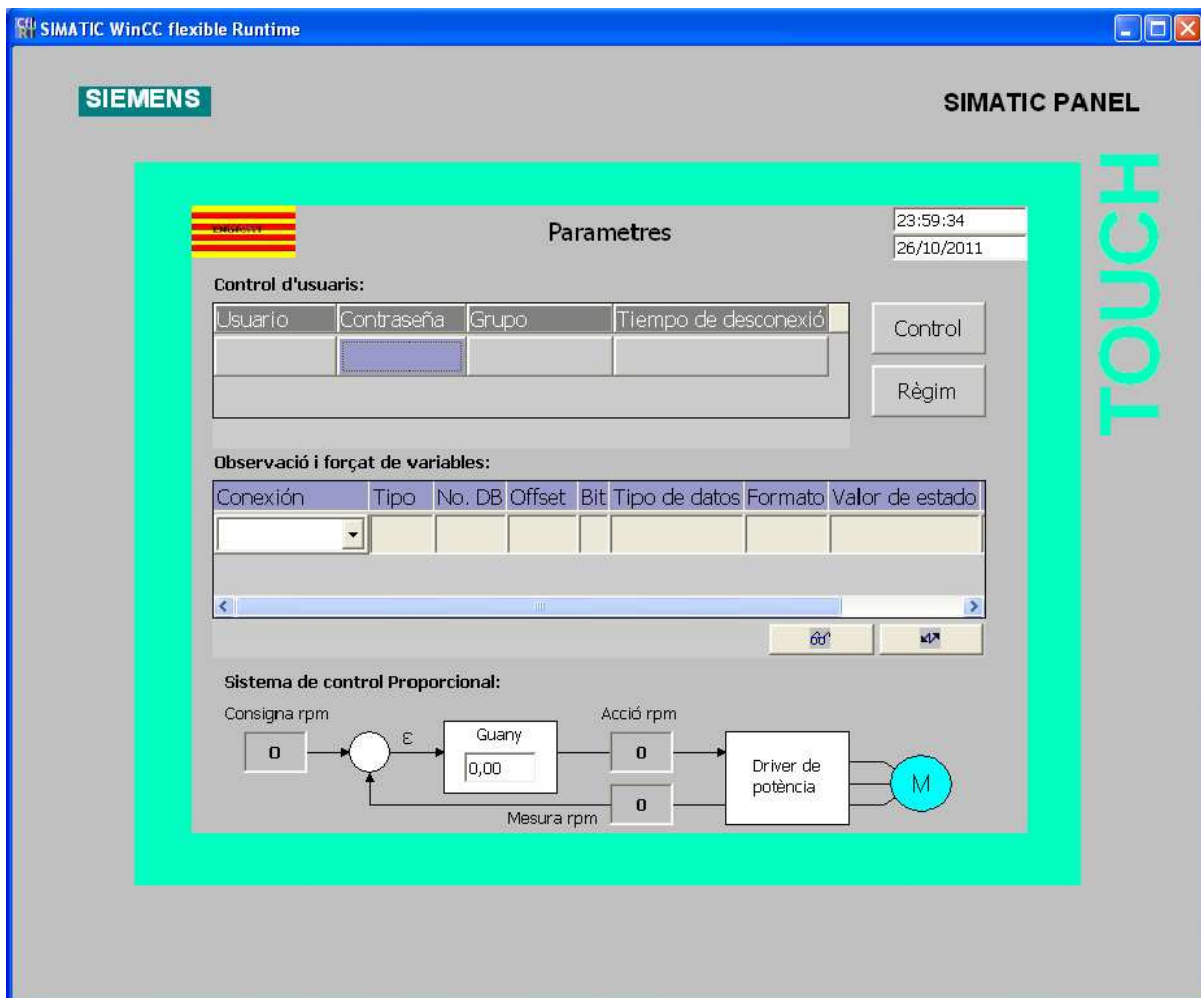 SIMATIC WinCC flexible Runtime
SIEMENS
SIMATIC PANEL
TOUCH
Parametres
23:59:34
26/10/2011
Control d'usuaris:
Usuario Contraseña Grupo Tiempo de desconexió
Control
Règim
Observació i forçat de variables:
Conexión Tipo No. DB Offset Bit Tipo de datos Formato Valor de estado
Sistema de control Proporcional:
Consigna rpm
Acció rpm
0
ε
Guany
0,00
0
Driver de
potència
M
Mesura rpm
0